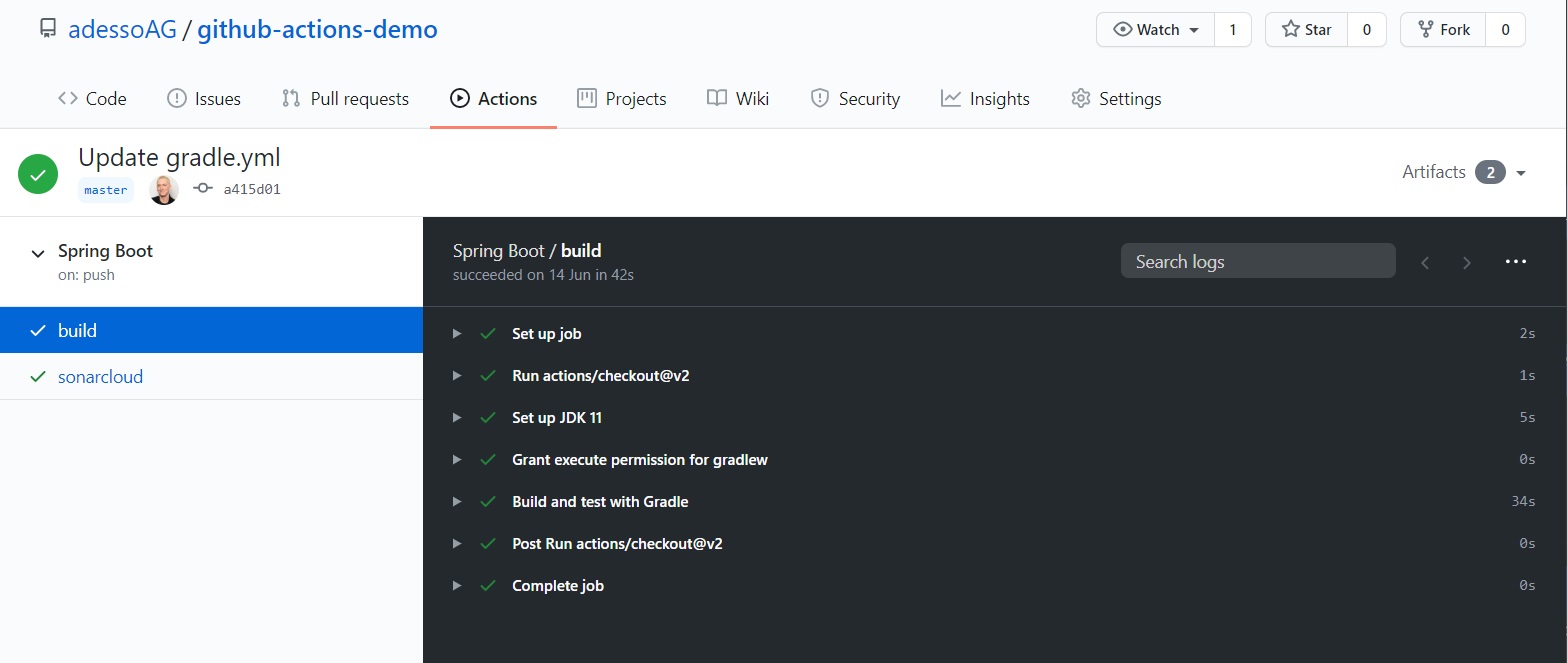 adessoAG / github-actions-demo
Watch 1 Star 0 Fork 0
Code Issues Pull requests Actions Projects Wiki Security Insights Settings
Update gradle.yml
master a415d01
Artifacts 2
Spring Boot
on: push
build
sonarcloud
Spring Boot / build
succeeded on 14 Jun in 42s
Search logs
Set up job 2s
Run actions/checkout@v2 1s
Set up JDK 11 5s
Grant execute permission for gradlew 0s
Build and test with Gradle 34s
Post Run actions/checkout@v2 0s
Complete job 0s